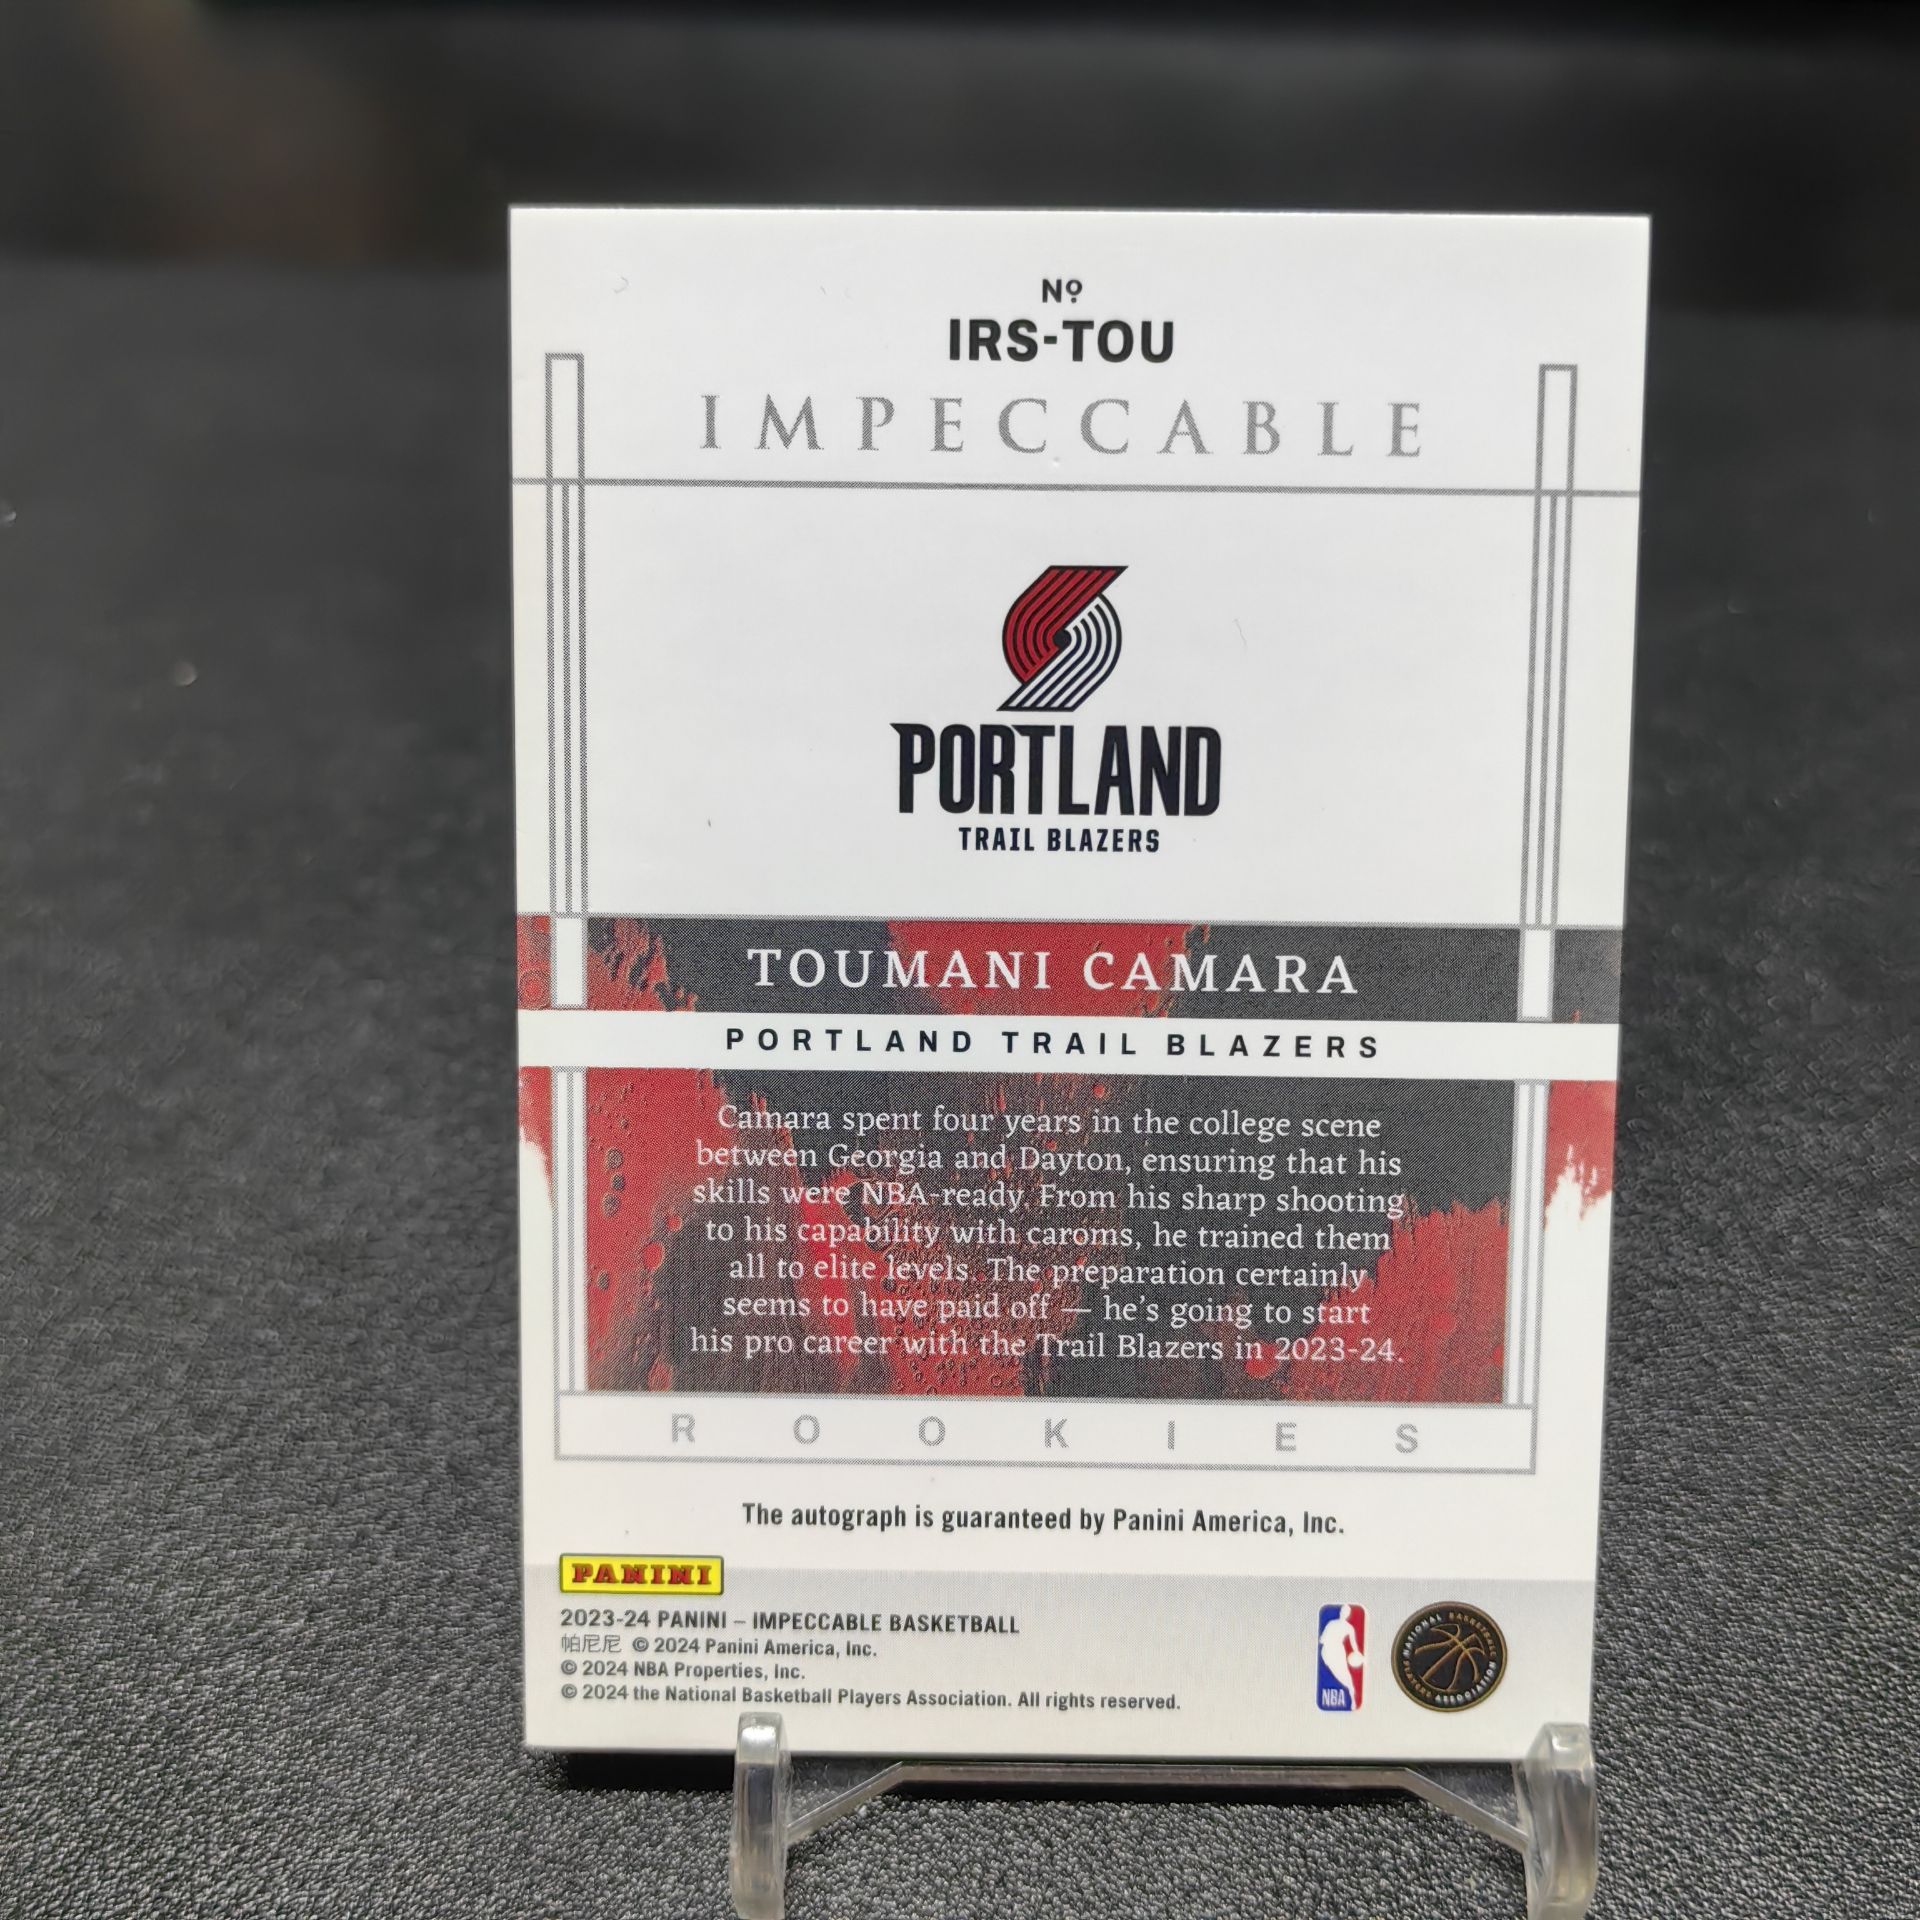 Nº
IRS-TOU
IMPECCABLE
PORTLAND
TRAIL BLAZERS
TOUMANI CAMARA
PORTLAND TRAIL BLAZERS
Camara spent four years in the college scene
between Georgia and Dayton, ensuring that his
skills were NBA-ready. From his sharp shooting
to his capability with caroms, he trained them
all to elite levels. The preparation certainly
seems to have paid off — he's going to start
his pro career with the Trail Blazers in 2023-24.
ROOKIES
The autograph is guaranteed by Panini America, Inc.
PANINI
2023-24 PANINI – IMPECCABLE BASKETBALL
帕尼尼 © 2024 Panini America, Inc.
© 2024 NBA Properties, Inc.
© 2024 the National Basketball Players Association. All rights reserved.
NBA
NATIONAL BASKETBALL
PLAYERS ASSOCIATION